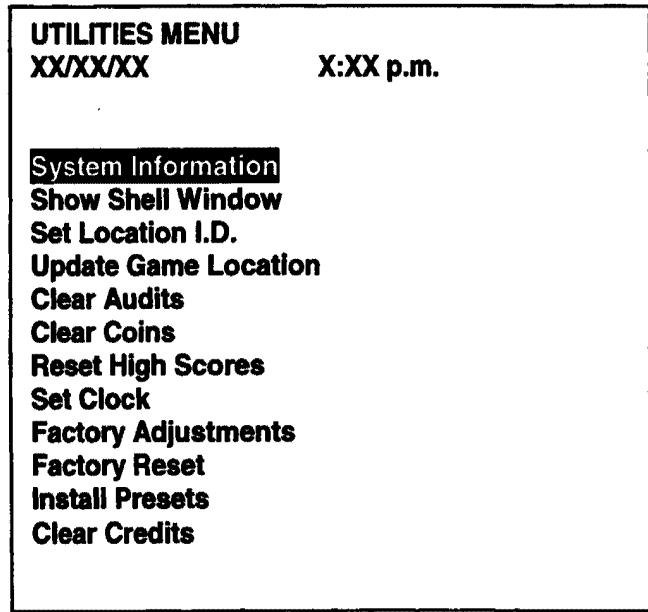 UTILITIES MENU
XX/XX/XX X:XX p.m.
System Information
Show Shell Window
Set Location I.D.
Update Game Location
Clear Audits
Clear Coins
Reset High Scores
Set Clock
Factory Adjustments
Factory Reset
Install Presets
Clear Credits